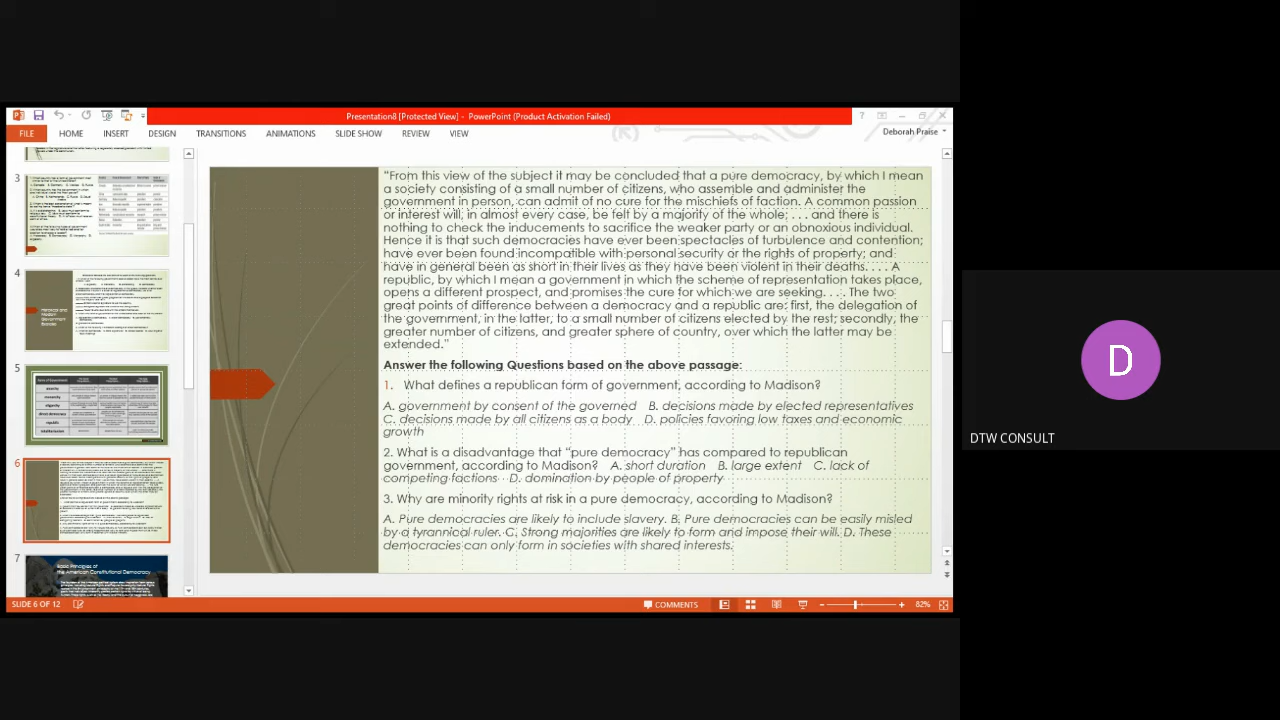 Presentation8 [Protected View] - PowerPoint (Product Activation Failed)
FILE HOME INSERT DESIGN TRANSITIONS ANIMATIONS SLIDE SHOW REVIEW VIEW
Deborah Praise
3
4
Heroides and Modern Government Excludes
5
6
7
Basic Principles of
the American Constitutional Democracy
"From this view of the subject it may be concluded that a pure democracy, by which I mean
a society consisting of a small number of citizens, who assemble and administer the
government in person, can admit of no cure for the mischiefs of faction. A common passion
or interest will, in almost every case, be felt by a majority of the whole; . . . and there is
nothing to check the inducements to sacrifice the weaker party or an obnoxious individual.
Hence it is that such democracies have ever been spectacles of turbulence and contention;
have ever been found incompatible with personal security or the rights of property; and
have in general been as short in their lives as they have been violent in their deaths. . . . A
republic, by which I mean a government in which the scheme of representation takes place,
opens a different prospect, and promises the cure for which we are seeking. . . . The two
great points of difference between a democracy and a republic are: first, the delegation of
the government, in the latter, to a small number of citizens elected by the rest; secondly, the
greater number of citizens, and greater sphere of country, over which the latter may be
extended."
Answer the following Questions based on the above passage:
1. What defines a republican form of government, according to Madison?
A. government by consent of the governed B. decisions made by elected representatives
C. decisions made by all citizens as a body D. policies favoring low taxes and economic
growth
2. What is a disadvantage that "pure democracy" has compared to republican
government, according to Madison? A. short duration B. large extent C. lack of
competing factions D. domination by people of property
3. Why are minority rights at risk in a pure democracy, according to Madison?
A. Pure democracies are likely to include slavery. B. Pure democracies can be easily misled
by a tyrannical ruler. C. Strong majorities are likely to form and impose their will. D. These
democracies can only form in societies with shared interests.
SLIDE 6 OF 12
COMMENTS
82%
D
DTW CONSULT